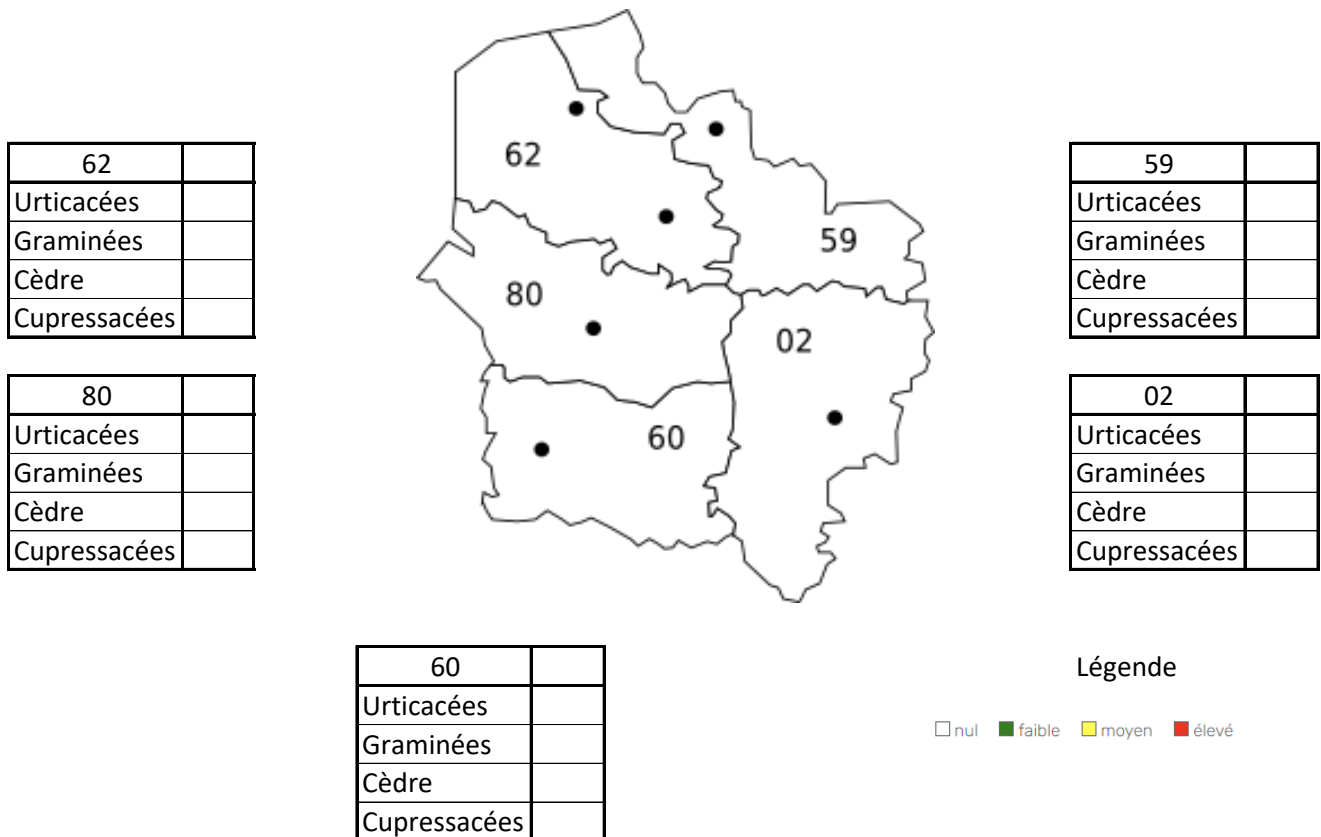 62
Urticacées
Graminées
Cèdre
Cupressacées
80
Urticacées
Graminées
Cèdre
Cupressacées
62
59
80
02
60
59
Urticacées
Graminées
Cèdre
Cupressacées
02
Urticacées
Graminées
Cèdre
Cupressacées
60
Urticacées
Graminées
Cèdre
Cupressacées
Légende
nul faible moyen élevé